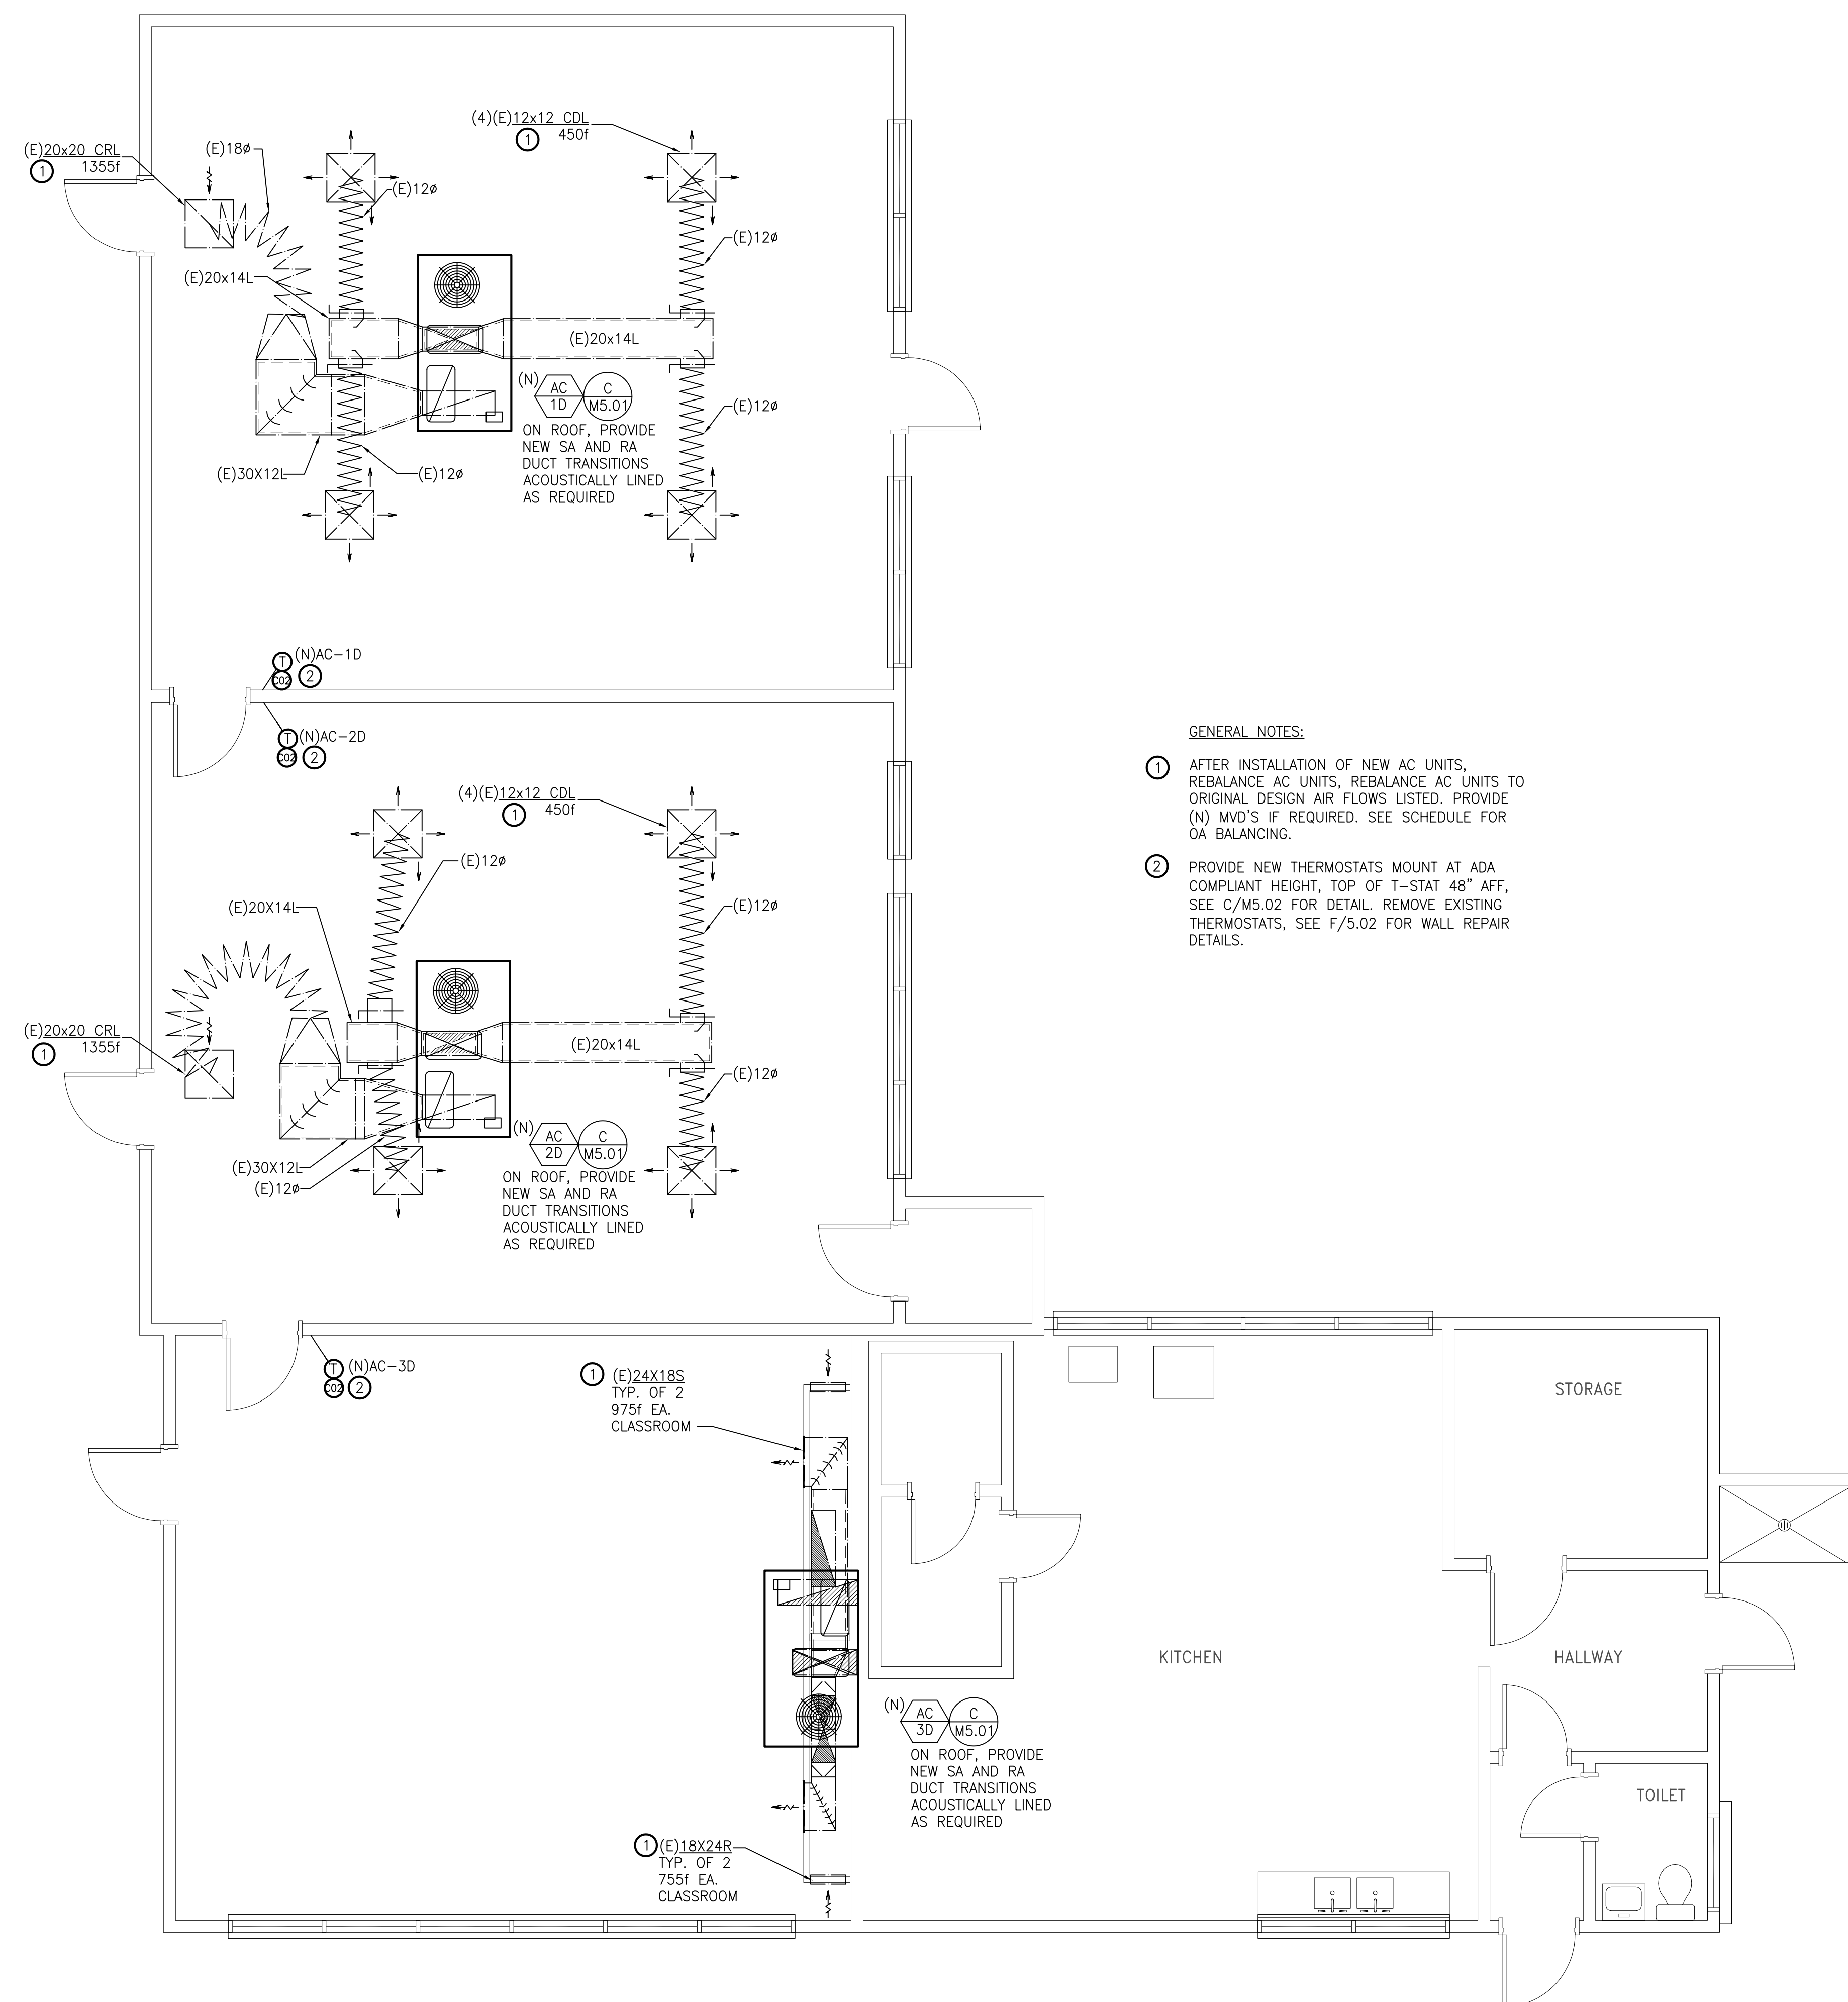 (4)(E)12x12 CDL
1 450f
(E)20x20 CRL
1 1355f
(E)18ø
(E)12ø
(E)12ø
(E)20x14L
(E)20x14L
(N) AC 1D
C M5.01
(E)12ø
ON ROOF, PROVIDE
NEW SA AND RA
DUCT TRANSITIONS
ACOUSTICALLY LINED
AS REQUIRED
(E)30X12L
(E)12ø
T (N)AC-1D
CO2 2
T (N)AC-2D
CO2 2
GENERAL NOTES:
1 AFTER INSTALLATION OF NEW AC UNITS,
REBALANCE AC UNITS, REBALANCE AC UNITS TO
ORIGINAL DESIGN AIR FLOWS LISTED. PROVIDE
(N) MVD'S IF REQUIRED. SEE SCHEDULE FOR
OA BALANCING.
2 PROVIDE NEW THERMOSTATS MOUNT AT ADA
COMPLIANT HEIGHT, TOP OF T-STAT 48" AFF,
SEE C/M5.02 FOR DETAIL. REMOVE EXISTING
THERMOSTATS, SEE F/5.02 FOR WALL REPAIR
DETAILS.
(4)(E)12x12 CDL
1 450f
(E)12ø
(E)20X14L
(E)12ø
(E)20x20 CRL
1 1355f
(E)20x14L
(E)12ø
(N) AC 2D
C M5.01
(E)30X12L
(E)12ø
ON ROOF, PROVIDE
NEW SA AND RA
DUCT TRANSITIONS
ACOUSTICALLY LINED
AS REQUIRED
T (N)AC-3D
CO2 2
1 (E)24X18S
TYP. OF 2
975f EA.
CLASSROOM
STORAGE
KITCHEN
HALLWAY
(N) AC 3D
C M5.01
ON ROOF, PROVIDE
NEW SA AND RA
DUCT TRANSITIONS
ACOUSTICALLY LINED
AS REQUIRED
TOILET
1 (E)18X24R
TYP. OF 2
755f EA.
CLASSROOM